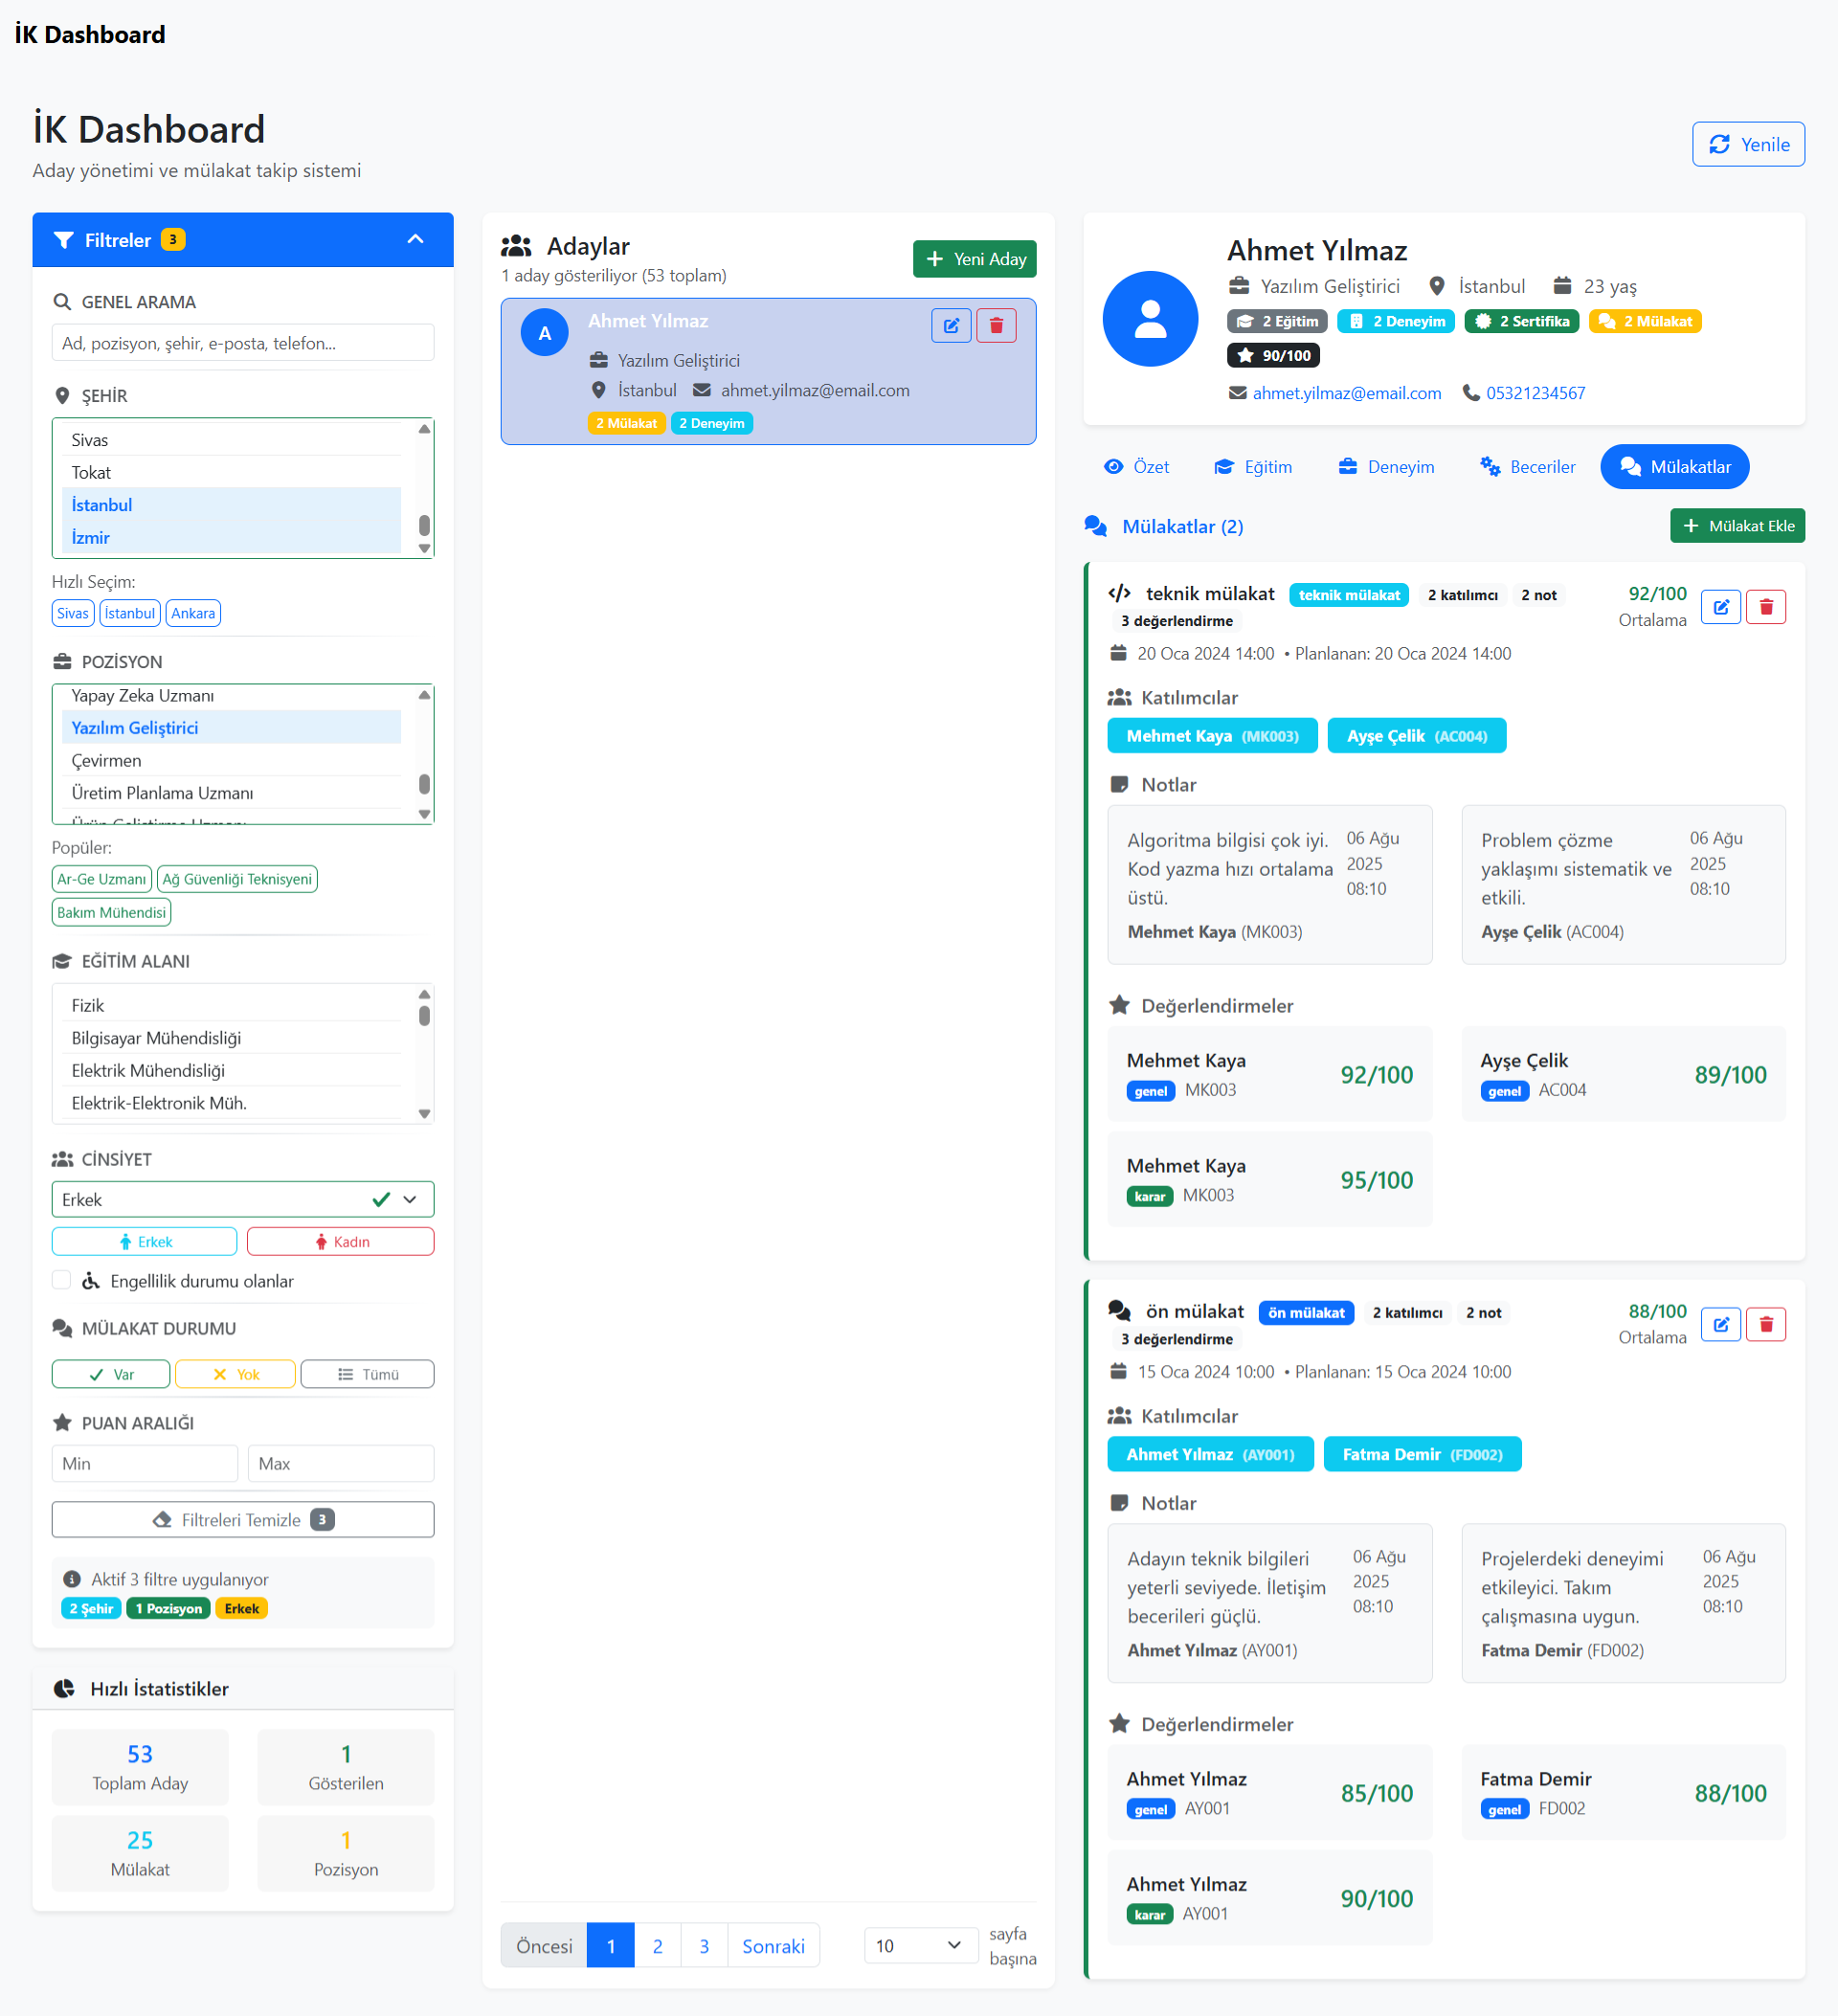 İK Dashboard
İK Dashboard
Aday yönetimi ve mülakat takip sistemi
Yenile
Filtreler 3
GENEL ARAMA
Ad, pozisyon, şehir, e-posta, telefon...
ŞEHİR
Sivas
Tokat
İstanbul
İzmir
Hızlı Seçim:
Sivas İstanbul Ankara
POZİSYON
Yapay Zeka Uzmanı
Yazılım Geliştirici
Çevirmen
Üretim Planlama Uzmanı
Ürün Geliştirme Uzmanı
Popüler:
Ar-Ge Uzmanı Ağ Güvenliği Teknisyeni
Bakım Mühendisi
EĞİTİM ALANI
Fizik
Bilgisayar Mühendisliği
Elektrik Mühendisliği
Elektrik-Elektronik Müh.
CİNSİYET
Erkek
Erkek Kadın
Engellilik durumu olanlar
MÜLAKAT DURUMU
Var Yok Tümü
PUAN ARALIĞI
Min Max
Filtreleri Temizle 3
Aktif 3 filtre uygulanıyor
2 Şehir 1 Pozisyon Erkek
Hızlı İstatistikler
53 1
Toplam Aday Gösterilen
25 1
Mülakat Pozisyon
Adaylar
1 aday gösteriliyor (53 toplam)
Yeni Aday
A Ahmet Yılmaz
Yazılım Geliştirici
İstanbul ahmet.yilmaz@email.com
2 Mülakat 2 Deneyim
Öncesi 1 2 3 Sonraki
10
sayfa
başına
Ahmet Yılmaz
Yazılım Geliştirici İstanbul 23 yaş
2 Eğitim 2 Deneyim 2 Sertifika 2 Mülakat
90/100
ahmet.yilmaz@email.com 05321234567
Özet Eğitim Deneyim Beceriler Mülakatlar
Mülakatlar (2)
Mülakat Ekle
teknik mülakat teknik mülakat 2 katılımcı 2 not
3 değerlendirme
92/100
Ortalama
20 Oca 2024 14:00 • Planlanan: 20 Oca 2024 14:00
Katılımcılar
Mehmet Kaya (MK003) Ayşe Çelik (AC004)
Notlar
Algoritma bilgisi çok iyi.
Kod yazma hızı ortalama
üstü.
06 Ağu
2025
08:10
Mehmet Kaya (MK003)
Problem çözme
yaklaşımı sistematik ve
etkili.
06 Ağu
2025
08:10
Ayşe Çelik (AC004)
Değerlendirmeler
Mehmet Kaya
genel MK003
92/100
Ayşe Çelik
genel AC004
89/100
Mehmet Kaya
karar MK003
95/100
ön mülakat ön mülakat 2 katılımcı 2 not
3 değerlendirme
88/100
Ortalama
15 Oca 2024 10:00 • Planlanan: 15 Oca 2024 10:00
Katılımcılar
Ahmet Yılmaz (AY001) Fatma Demir (FD002)
Notlar
Adayın teknik bilgileri
yeterli seviyede. İletişim
becerileri güçlü.
06 Ağu
2025
08:10
Ahmet Yılmaz (AY001)
Projelerdeki deneyimi
etkileyici. Takım
çalışmasına uygun.
06 Ağu
2025
08:10
Fatma Demir (FD002)
Değerlendirmeler
Ahmet Yılmaz
genel AY001
85/100
Fatma Demir
genel FD002
88/100
Ahmet Yılmaz
karar AY001
90/100